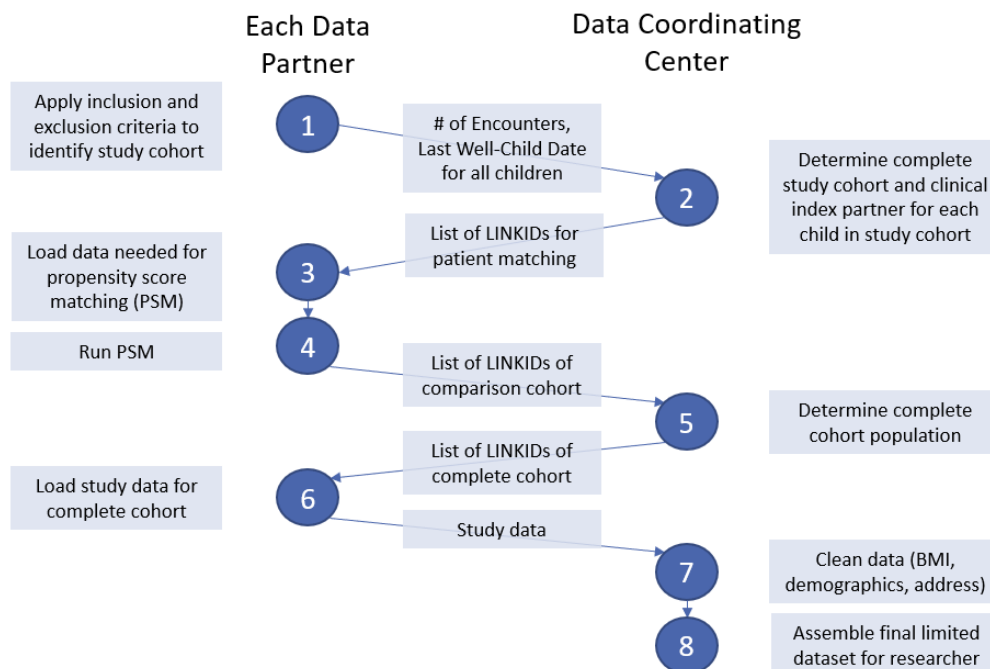 Each Data
Partner
Data Coordinating
Center
Apply inclusion and
exclusion criteria to
identify study cohort
1
# of Encounters,
Last Well-Child Date
for all children
2
Determine complete
study cohort and clinical
index partner for each
child in study cohort
List of LINKIDs for
patient matching
Load data needed for
propensity score
matching (PSM)
3
Run PSM
4
List of LINKIDs of
comparison cohort
5
Determine complete
cohort population
List of LINKIDs of
complete cohort
Load study data for
complete cohort
6
Study data
7
Clean data (BMI,
demographics, address)
8
Assemble final limited
dataset for researcher